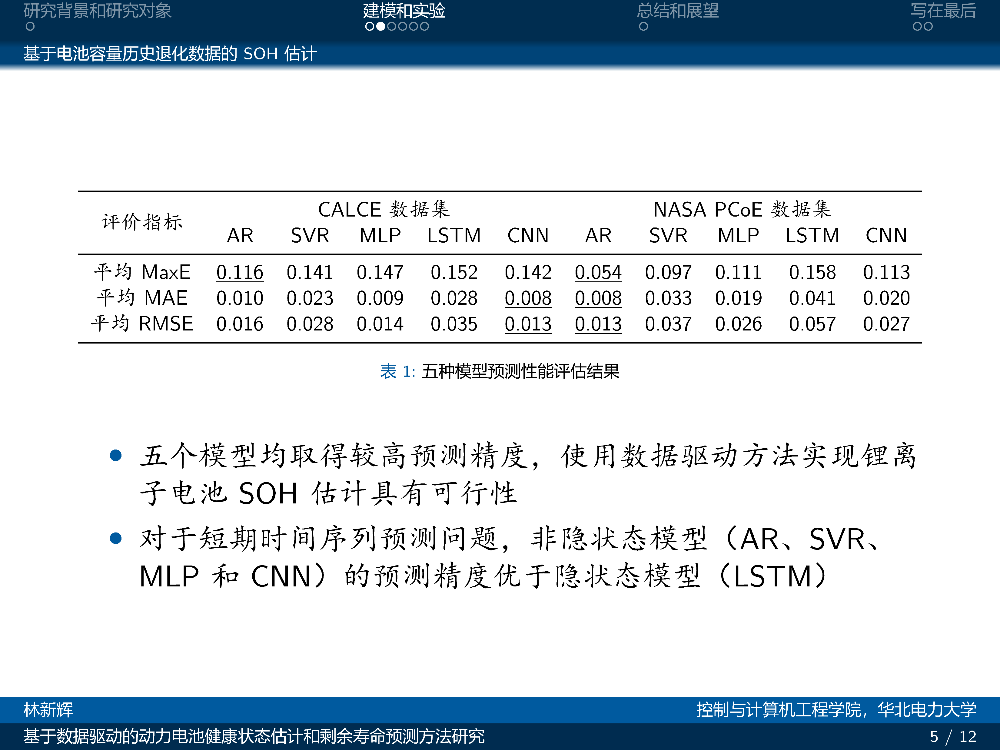 研究背景和研究对象 建模和实验 总结和展望 写在最后
基于电池容量历史退化数据的 SOH 估计
评价指标 CALCE 数据集 NASA PCoE 数据集
AR SVR MLP LSTM CNN AR SVR MLP LSTM CNN
平均 MaxE 0.116 0.141 0.147 0.152 0.142 0.054 0.097 0.111 0.158 0.113
平均 MAE 0.010 0.023 0.009 0.028 0.008 0.008 0.033 0.019 0.041 0.020
平均 RMSE 0.016 0.028 0.014 0.035 0.013 0.013 0.037 0.026 0.057 0.027
表 1: 五种模型预测性能评估结果
• 五个模型均取得较高预测精度，使用数据驱动方法实现锂离
子电池 SOH 估计具有可行性
• 对于短期时间序列预测问题，非隐状态模型（AR、SVR、
MLP 和 CNN）的预测精度优于隐状态模型（LSTM）
林新辉 控制与计算机工程学院，华北电力大学
基于数据驱动的动力电池健康状态估计和剩余寿命预测方法研究 5 / 12